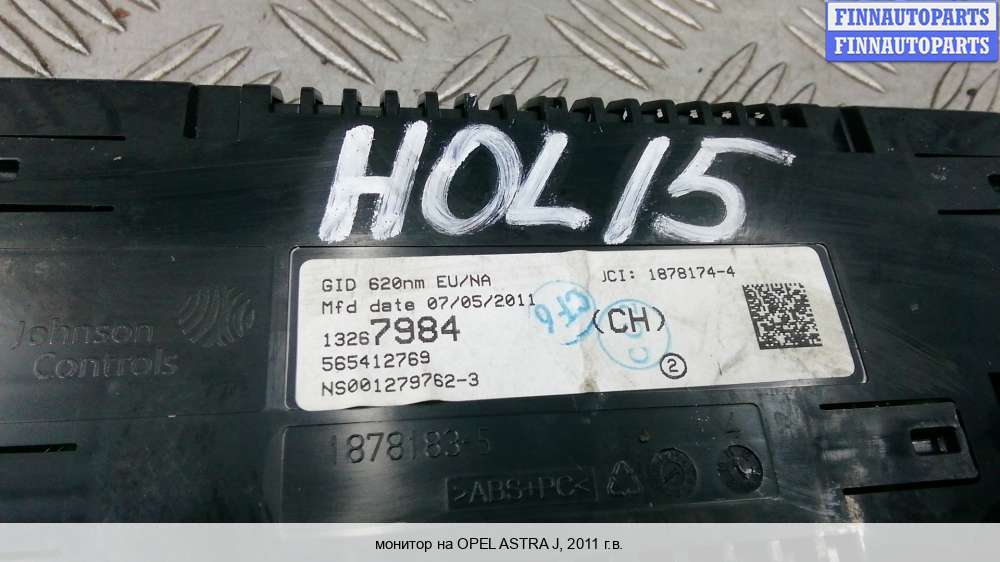 FINNAUTOPARTS
FINNAUTOPARTS
HOL15
GID 620nm EU/NA
JCI: 1878174-4
Mfd date 07/05/2011
13267984
(CH)
565412769
2
NS001279762-3
Johnson
Controls
1878183-5
>ABS+PC<
монитор на OPEL ASTRA J, 2011 г.в.